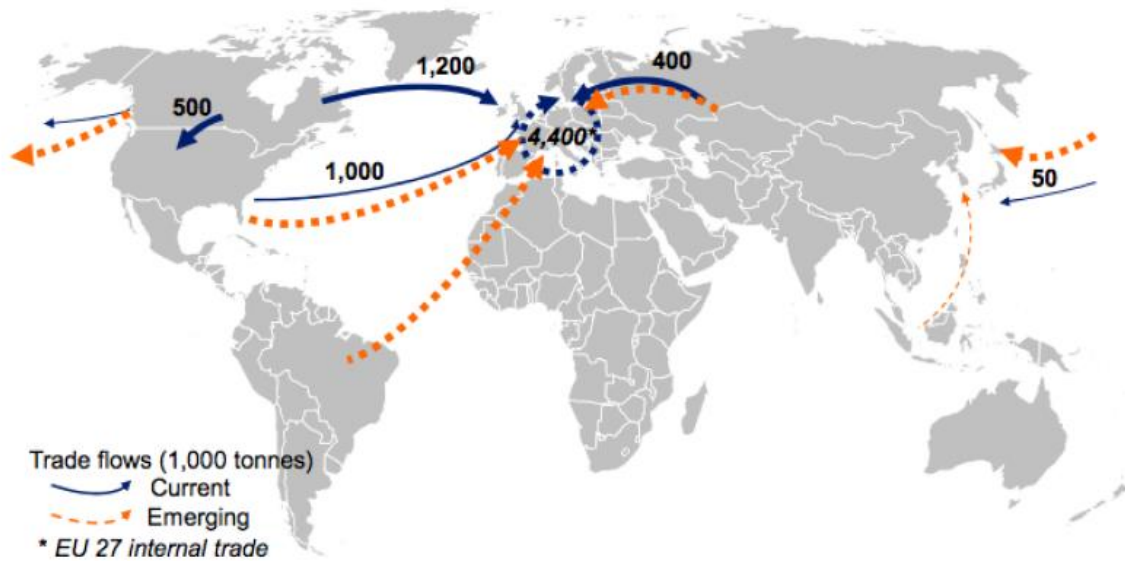 1,200
400
500
4,400*
1,000
50
Trade flows (1,000 tonnes)
Current
Emerging
* EU 27 internal trade